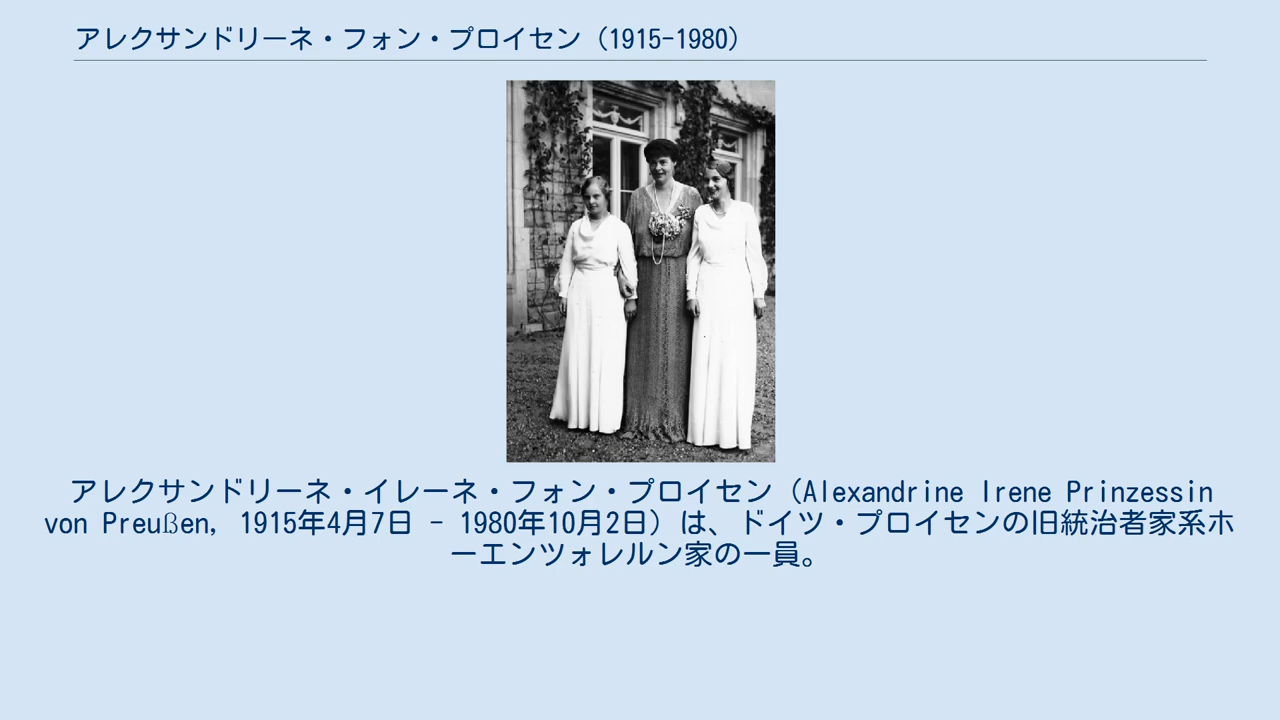 アレクサンドリーネ・フォン・プロイセン（1915-1980）
アレクサンドリーネ・イレーネ・フォン・プロイセン（Alexandrine Irene Prinzessin
von Preußen, 1915年4月7日 - 1980年10月2日）は、ドイツ・プロイセンの旧統治者家系ホ
ーエンツォレルン家の一員。